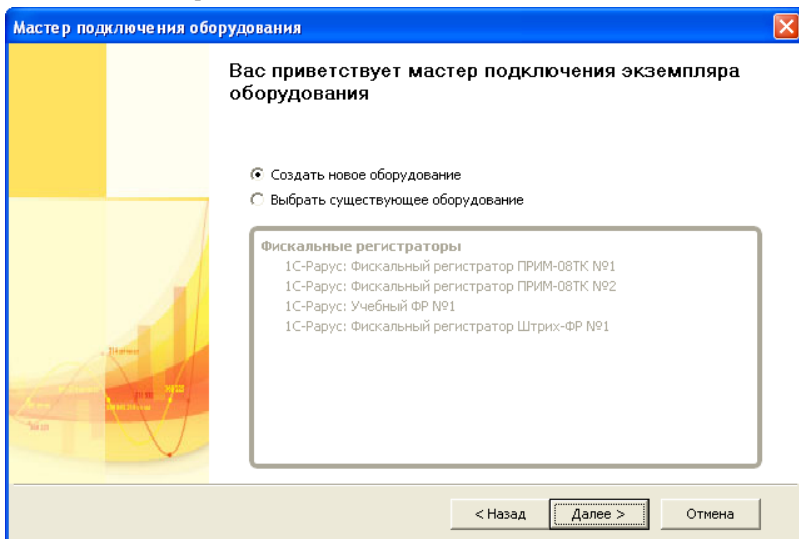 Мастер подключения оборудования
Вас приветствует мастер подключения экземпляра
оборудования
Создать новое оборудование
Выбрать существующее оборудование
Фискальные регистраторы
1С-Рарус: Фискальный регистратор ПРИМ-08ТК №1
1С-Рарус: Фискальный регистратор ПРИМ-08ТК №2
1С-Рарус: Учебный ФР №1
1С-Рарус: Фискальный регистратор Штрих-ФР №1
< Назад
Далее >
Отмена